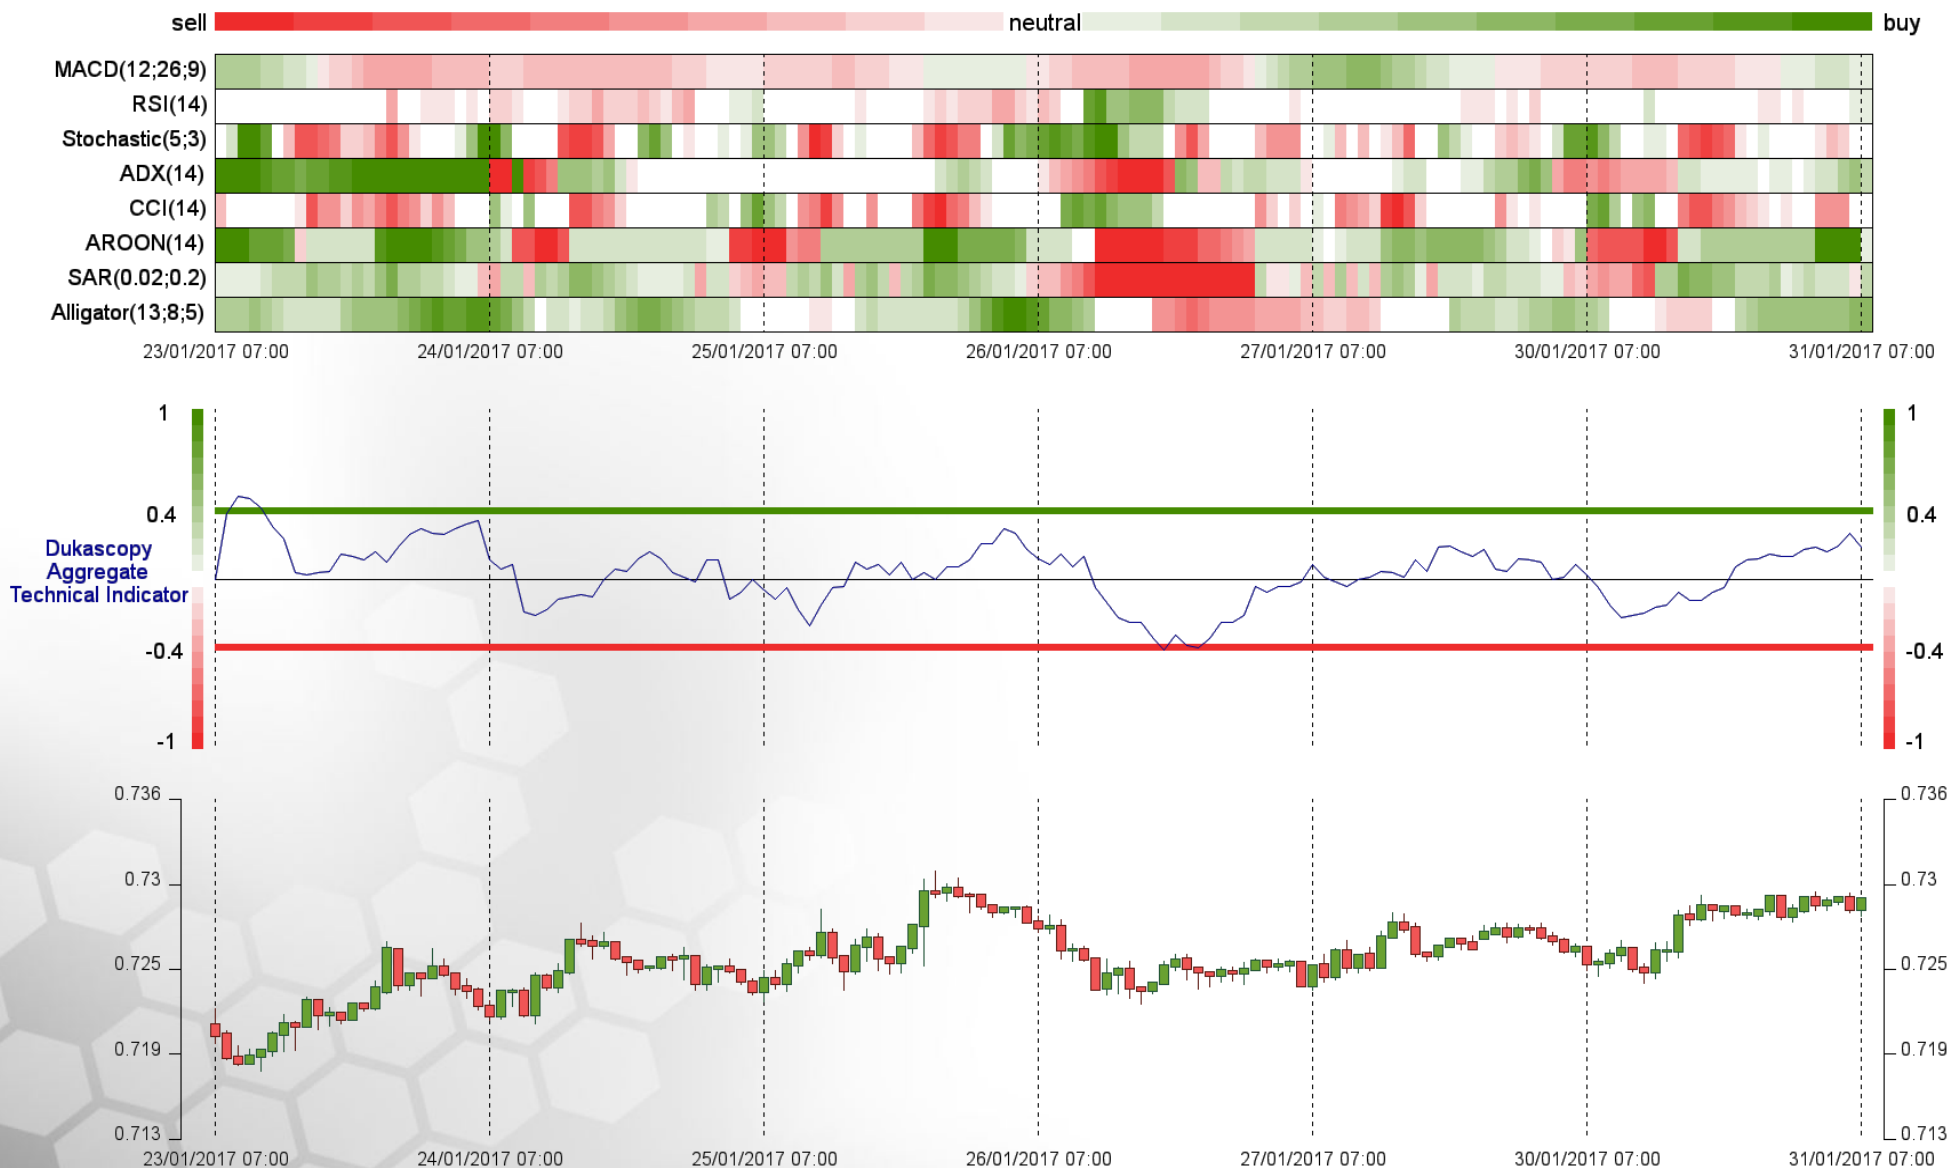 sell neutral buy
MACD(12;26;9)
RSI(14)
Stochastic(5;3)
ADX(14)
CCI(14)
AROON(14)
SAR(0.02;0.2)
Alligator(13;8;5)
23/01/2017 07:00 24/01/2017 07:00 25/01/2017 07:00 26/01/2017 07:00 27/01/2017 07:00 30/01/2017 07:00 31/01/2017 07:00
1 1
0.4 0.4
Dukascopy
Aggregate
Technical Indicator
-0.4 -0.4
-1 -1
0.736 0.736
0.73 0.73
0.725 0.725
0.719 0.719
0.713 0.713
23/01/2017 07:00 24/01/2017 07:00 25/01/2017 07:00 26/01/2017 07:00 27/01/2017 07:00 30/01/2017 07:00 31/01/2017 07:00